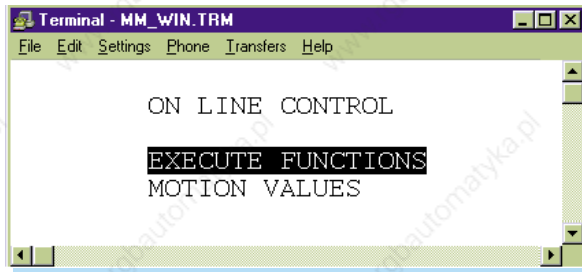 Terminal - MM_WIN.TRM
File Edit Settings Phone Transfers Help
ON LINE CONTROL
EXECUTE FUNCTIONS
MOTION VALUES